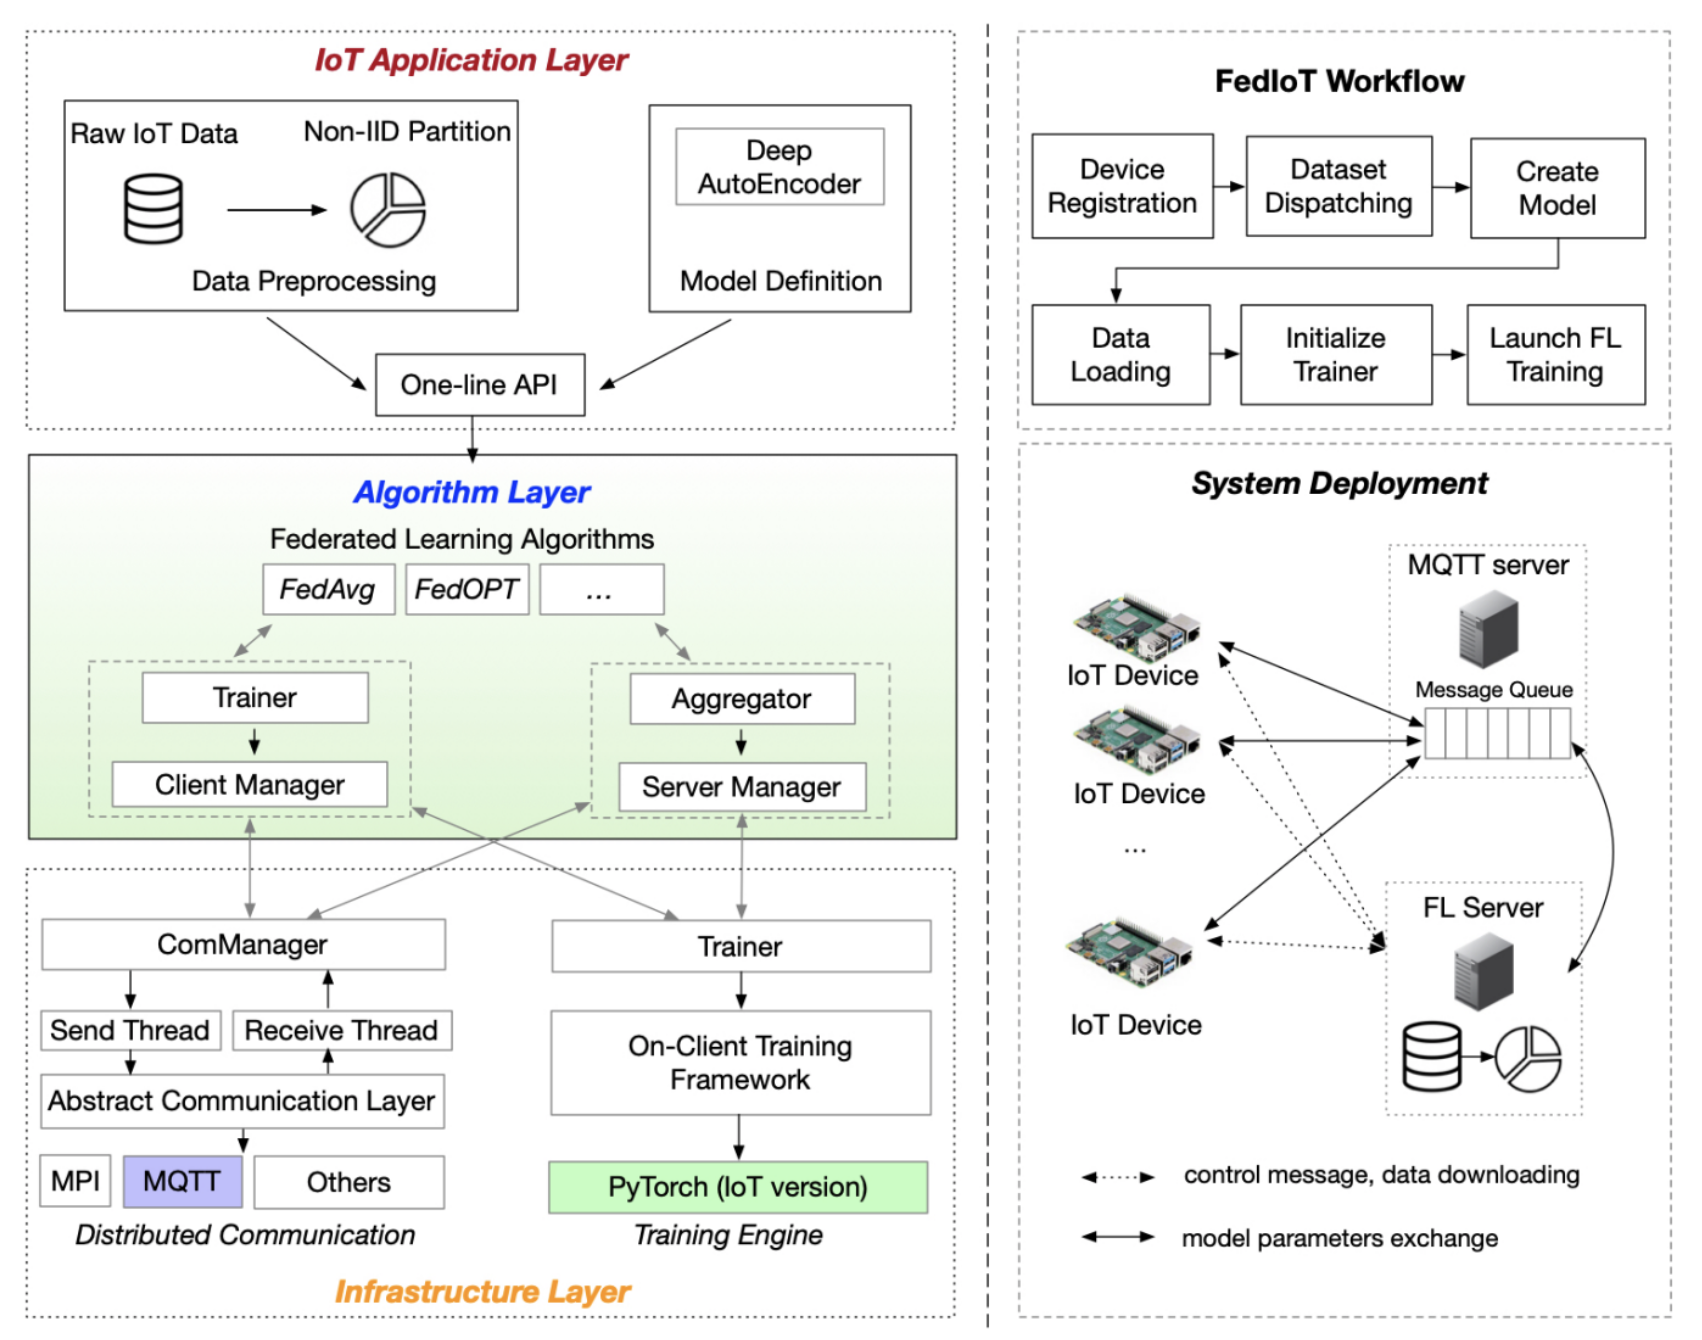 IoT Application Layer
Raw IoT Data
Non-IID Partition
Data Preprocessing
Deep
AutoEncoder
Model Definition
One-line API
Algorithm Layer
Federated Learning Algorithms
FedAvg
FedOPT
...
Trainer
Client Manager
Aggregator
Server Manager
ComManager
Send Thread
Receive Thread
Abstract Communication Layer
MPI
MQTT
Others
Distributed Communication
Trainer
On-Client Training
Framework
PyTorch (IoT version)
Training Engine
Infrastructure Layer
FedIoT Workflow
Device
Registration
Dataset
Dispatching
Create
Model
Data
Loading
Initialize
Trainer
Launch FL
Training
System Deployment
MQTT server
Message Queue
IoT Device
IoT Device
...
IoT Device
FL Server
control message, data downloading
model parameters exchange